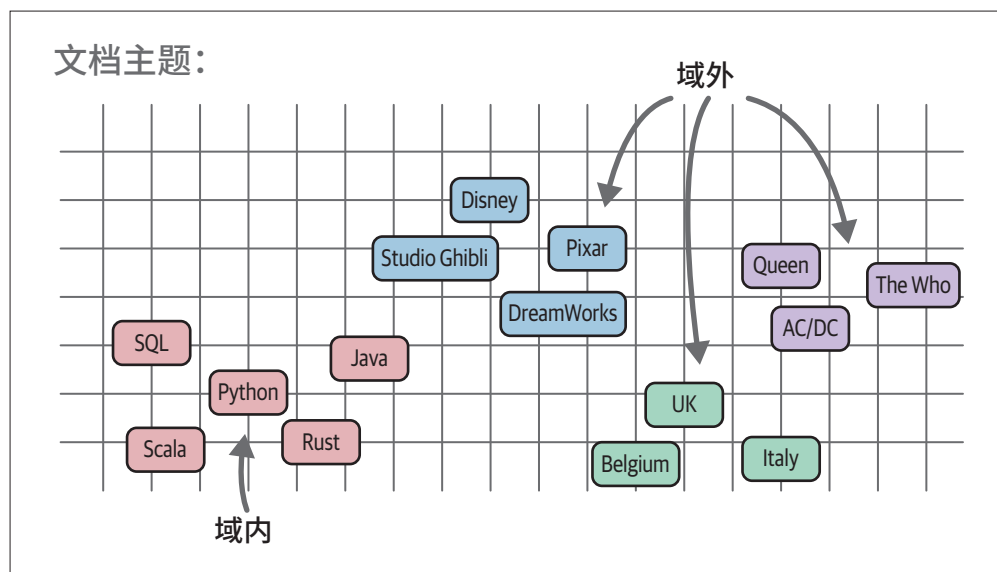 文档主题：
域外
Disney
Studio Ghibli
Pixar
DreamWorks
Queen
The Who
AC/DC
SQL
Java
Python
Scala
Rust
UK
Belgium
Italy
域内